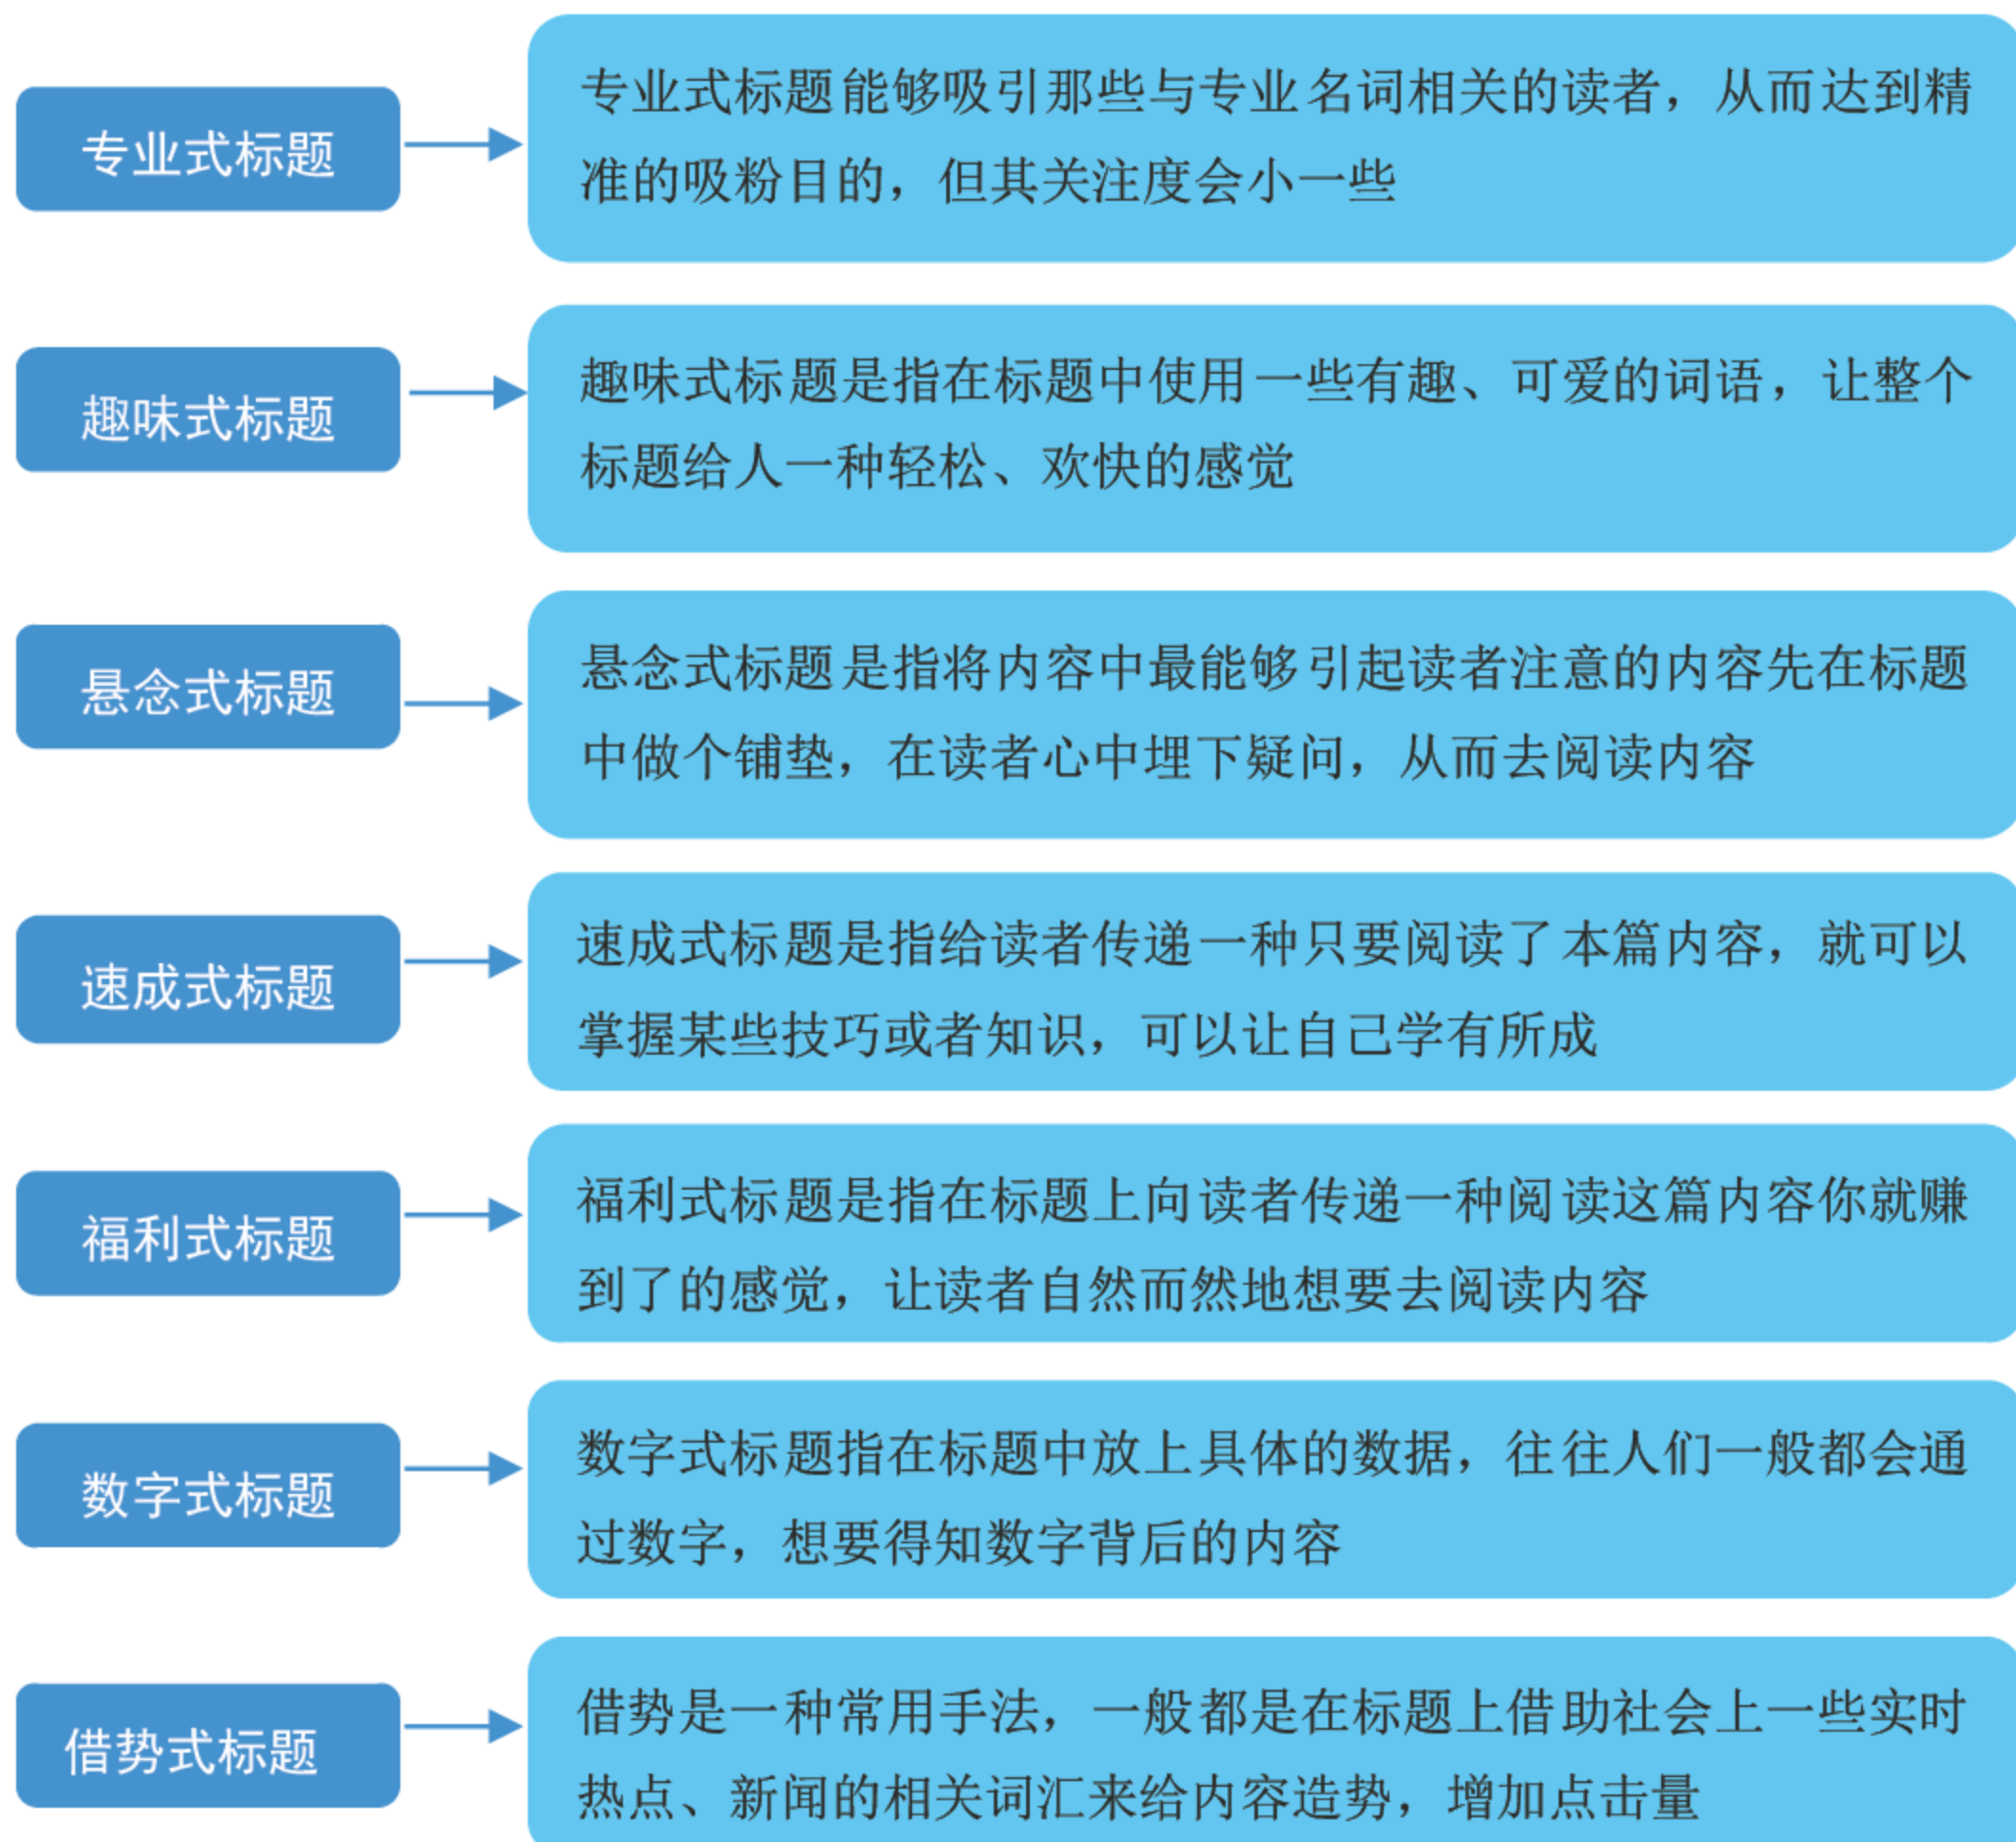 专业式标题
专业式标题能够吸引那些与专业名词相关的读者，从而达到精
准的吸粉目的，但其关注度会小一些
趣味式标题
趣味式标题是指在标题中使用一些有趣、可爱的词语，让整个
标题给人一种轻松、欢快的感觉
悬念式标题
悬念式标题是指将内容中最能够引起读者注意的内容先在标题
中做个铺垫，在读者心中埋下疑问，从而去阅读内容
速成式标题
速成式标题是指给读者传递一种只要阅读了本篇内容，就可以
掌握某些技巧或者知识，可以让自己学有所成
福利式标题
福利式标题是指在标题上向读者传递一种阅读这篇内容你就赚
到了的感觉，让读者自然而然地想要去阅读内容
数字式标题
数字式标题指在标题中放上具体的数据，往往人们一般都会通
过数字，想要得知数字背后的内容
借势式标题
借势是一种常用手法，一般都是在标题上借助社会上一些实时
热点、新闻的相关词汇来给内容造势，增加点击量